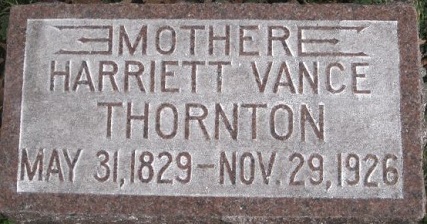 MOTHER
HARRIETT VANCE
THORNTON
MAY 31, 1829 – NOV. 29, 1926